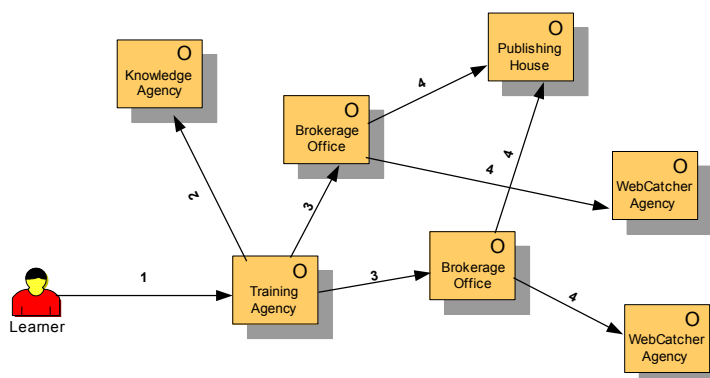 O
Publishing
House
O
Knowledge
Agency
4
O
Brokerage
Office
4
4
O
WebCatcher
Agency
2
3
O
Brokerage
Office
O
Training
Agency
1
3
4
O
WebCatcher
Agency
Learner